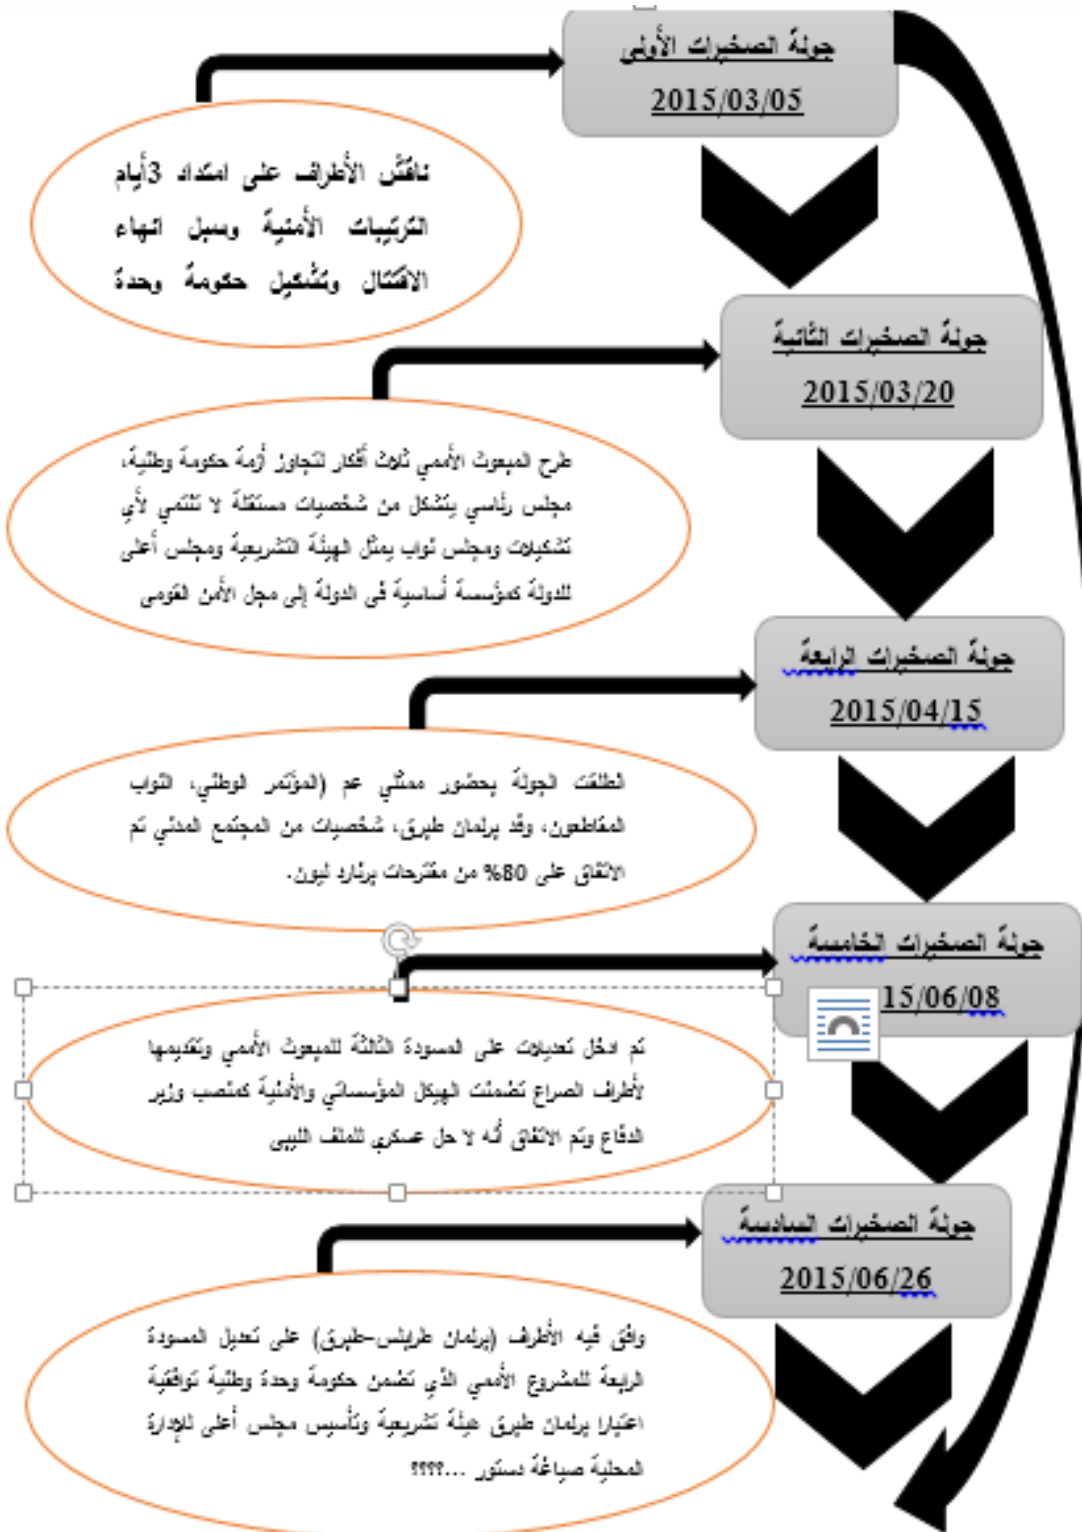 جولة الصخيرات الأولى
2015/03/05
ناقش الأطراف على امتداد 3أيام
الترتيبات الأمنية وسبل انهاء
الاقتتال وتشكيل حكومة وحدة
جولة الصخيرات الثانية
2015/03/20
طرح المبعوث الأممي ثلاث أفكار لتجاوز أزمة حكومة وطنية،
مجلس رئاسي يتشكل من شخصيات مستقلة لا تنتمي لأي
تشكيلات ومجلس نواب يمثل الهيئة التشريعية ومجلس أعلى
للدولة كمؤسسة أساسية في الدولة إلى مجل الأمن القومي
جولة الصخيرات الرابعة
2015/04/15
انطلقت الجولة بحضور ممثلي عم (المؤتمر الوطني، النواب
المقاطعون، وفد برلمان طبرق، شخصيات من المجتمع المدني تم
الاتفاق على 80% من مقترحات برنارد ليون.
جولة الصخيرات الخامسة
15/06/08
تم ادخل تعديلات على المسودة الثالثة للمبعوث الأممي وتقديمها
لأطراف الصراع تضمنت الهيكل المؤسساتي والأمنية كمنصب وزير
الدفاع وتم الاتفاق أنه لا حل عسكري للملف الليبي
جولة الصخيرات السادسة
2015/06/26
وافق فيه الأطرف (برلمان طرابلس-طبرق) على تعديل المسودة
الرابعة للمشروع الأممي الذي تضمن حكومة وحدة وطنية توافقية
اعتبارا برلمان طبرق هيئة تشريعية وتأسيس مجلس أعلى للإدارة
المحلية صياغة دستور ...؟؟؟؟